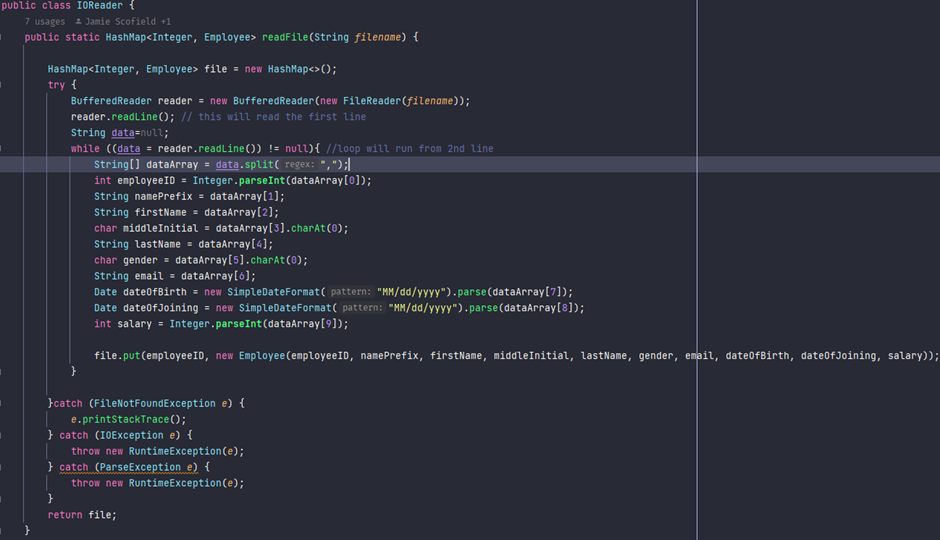 public class IOReader {
7 usages Jamie Scofield +1
public static HashMap<Integer, Employee> readFile(String filename) {
HashMap<Integer, Employee> file = new HashMap<>();
try {
BufferedReader reader = new BufferedReader(new FileReader(filename));
reader.readLine(); // this will read the first line
String data=null;
while ((data = reader.readLine()) != null){ //loop will run from 2nd line
String[] dataArray = data.split( regex: ",");
int employeeID = Integer.parseInt(dataArray[0]);
String namePrefix = dataArray[1];
String firstName = dataArray[2];
char middleInitial = dataArray[3].charAt(0);
String lastName = dataArray[4];
char gender = dataArray[5].charAt(0);
String email = dataArray[6];
Date dateOfBirth = new SimpleDateFormat( pattern: "MM/dd/yyyy").parse(dataArray[7]);
Date dateOfJoining = new SimpleDateFormat( pattern: "MM/dd/yyyy").parse(dataArray[8]);
int salary = Integer.parseInt(dataArray[9]);
file.put(employeeID, new Employee(employeeID, namePrefix, firstName, middleInitial, lastName, gender, email, dateOfBirth, dateOfJoining, salary));
}
}catch (FileNotFoundException e) {
e.printStackTrace();
} catch (IOException e) {
throw new RuntimeException(e);
} catch (ParseException e) {
throw new RuntimeException(e);
}
return file;
}